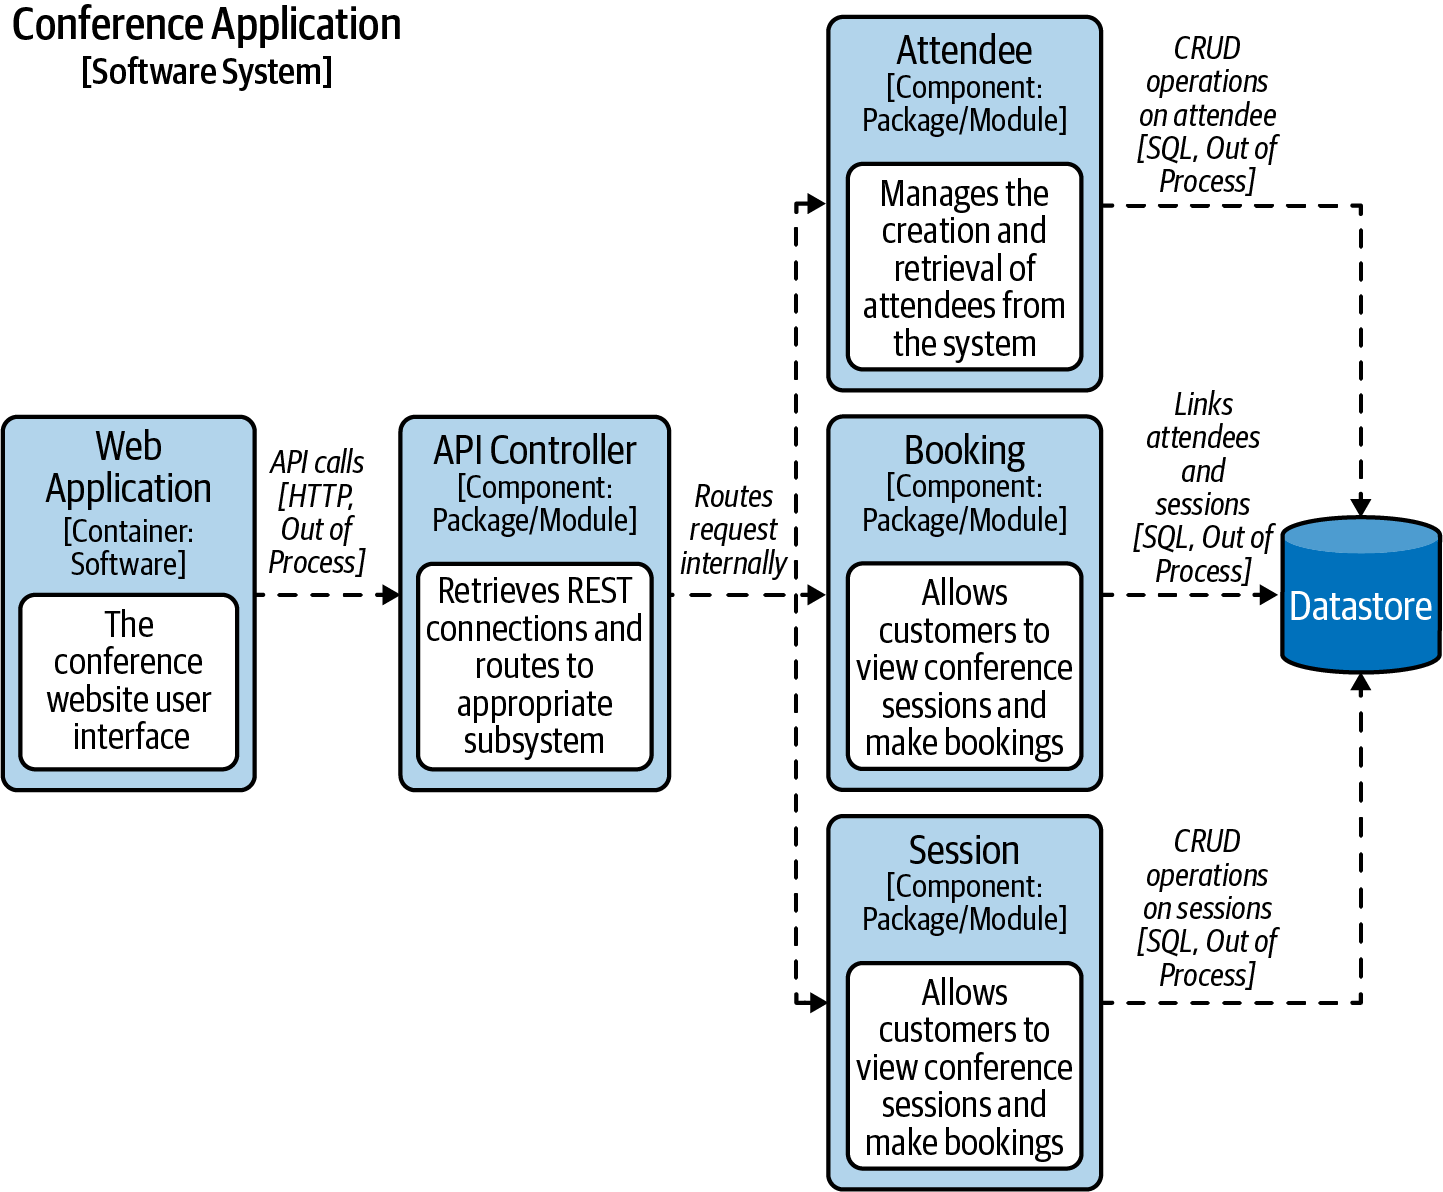 Conference Application
[Software System]
Web
Application
[Container:
Software]
The
conference
website user
interface
API calls
[HTTP,
Out of
Process]
API Controller
[Component:
Package/Module]
Retrieves REST
connections and
routes to
appropriate
subsystem
Routes
request
internally
Attendee
[Component:
Package/Module]
Manages the
creation and
retrieval of
attendees from
the system
CRUD
operations
on attendee
[SQL, Out of
Process]
Booking
[Component:
Package/Module]
Allows
customers to
view conference
sessions and
make bookings
Links
attendees
and
sessions
[SQL, Out of
Process]
Session
[Component:
Package/Module]
Allows
customers to
view conference
sessions and
make bookings
CRUD
operations
on sessions
[SQL, Out of
Process]
Datastore